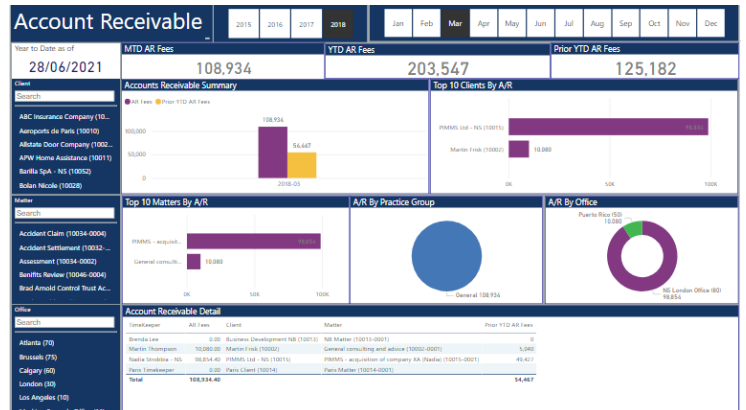 Account Receivable
2015 2016 2017 2018
Jan Feb Mar Apr May Jun Jul Aug Sep Oct Nov Dec
Year to Date as of
28/06/2021
MTD AR Fees
108,934
YTD AR Fees
203,547
Prior YTD AR Fees
125,182
Client
Search
ABC Insurance Company (10...
Aeroports de Paris (10010)
Allstate Door Company (1002...
APW Home Assistance (10011)
Barilla SpA - NS (10052)
Bolan Nicole (10028)
Accounts Receivable Summary
AR Fees Prior YTD AR Fees
108,934
100,000
50,000
0
2018-03
Top 10 Clients By A/R
PIMMS Ltd - NS (10015)
98,854
Martin Frisk (10002)
10,080
0K 50K 100K
Matter
Search
Accident Claim (10034-0004)
Accident Settlement (10032-...
Assessment (10034-0002)
Benifits Review (10046-0004)
Brad Arnold Control Trust Ac...
Top 10 Matters By A/R
PIMMS - acquisit...
98,854
General consulti...
10,080
0K 50K 100K
A/R By Practice Group
General 108,934
A/R By Office
Puerto Rico (50)
10,080
NS London Office (80)
98,854
Office
Search
Atlanta (70)
Brussels (75)
Calgary (60)
London (30)
Los Angeles (10)
Account Receivable Detail
TimeKeeper AR Fees Client Matter Prior YTD AR Fees
Brenda Lee 0.00 Business Development NB (10013) NB Matter (10013-0001) 0
Martin Thompson 10,080.00 Martin Frisk (10002) General consulting and advice (10002-0001) 5,040
Nadia Strobbe - NS 98,854.40 PIMMS Ltd - NS (10015) PIMMS - acquisition of company XA (Nadia) (10015-0001) 49,427
Paris Timekeeper 0.00 Paris Client (10014) Paris Matter (10014-0001)
Total 108,934.40 54,467